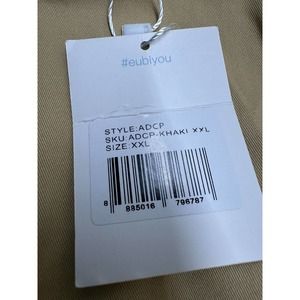 #eubiyou
STYLE:ADCP
SKU:ADCP-KHAKI-XXL
SIZE:XXL
8 885016 796787